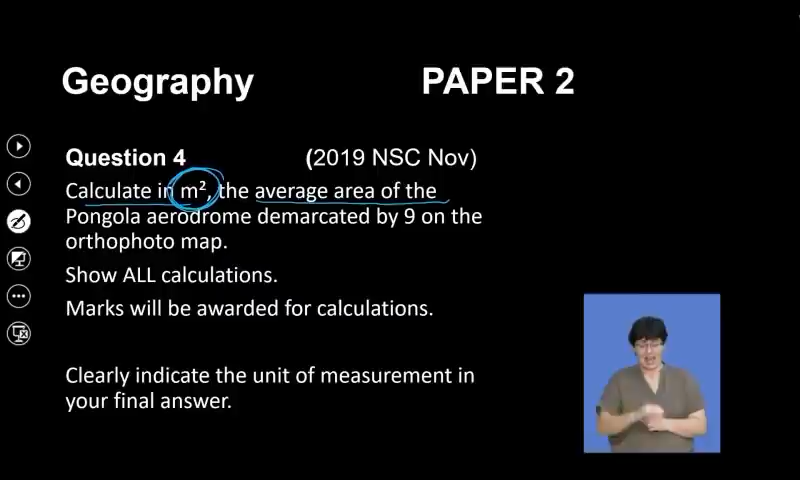 Geography PAPER 2
Question 4 (2019 NSC Nov)
Calculate in m², the average area of the
Pongola aerodrome demarcated by 9 on the
orthophoto map.
Show ALL calculations.
Marks will be awarded for calculations.
Clearly indicate the unit of measurement in
your final answer.